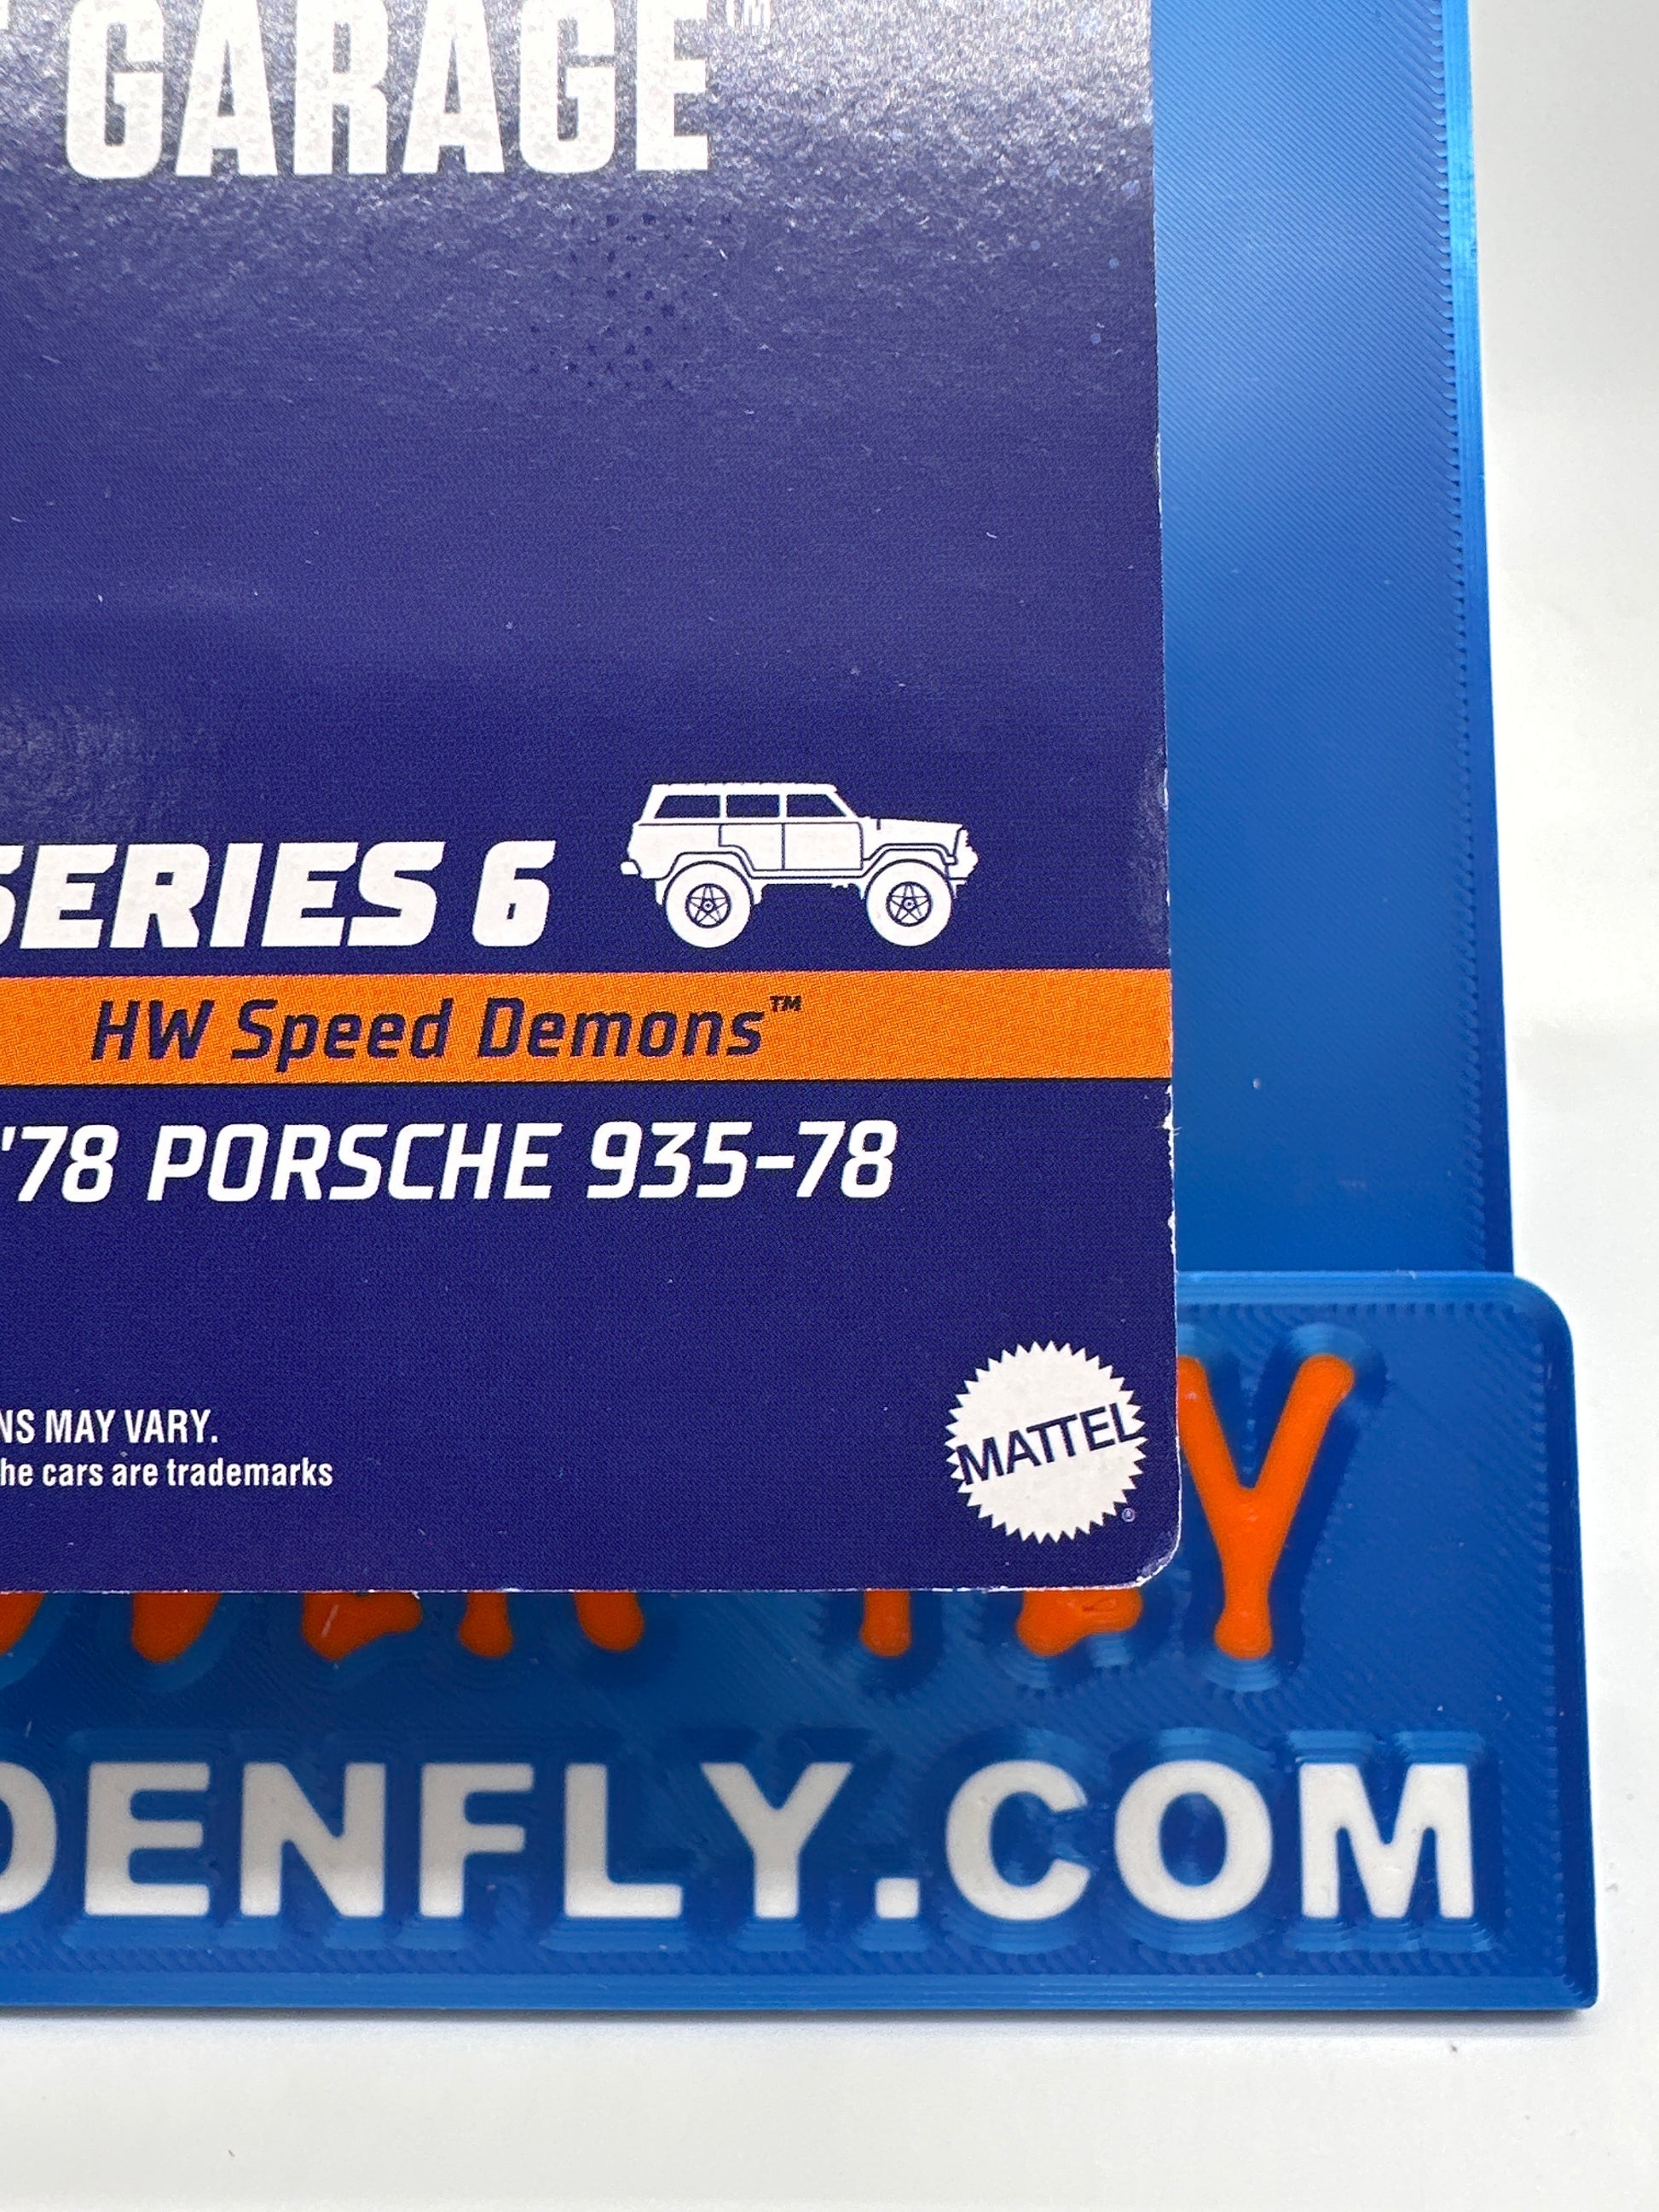 GARAGE™
SERIES 6
HW Speed Demons™
'78 PORSCHE 935-78
NS MAY VARY.
he cars are trademarks
MATTEL
®
Y
DENFLY.COM